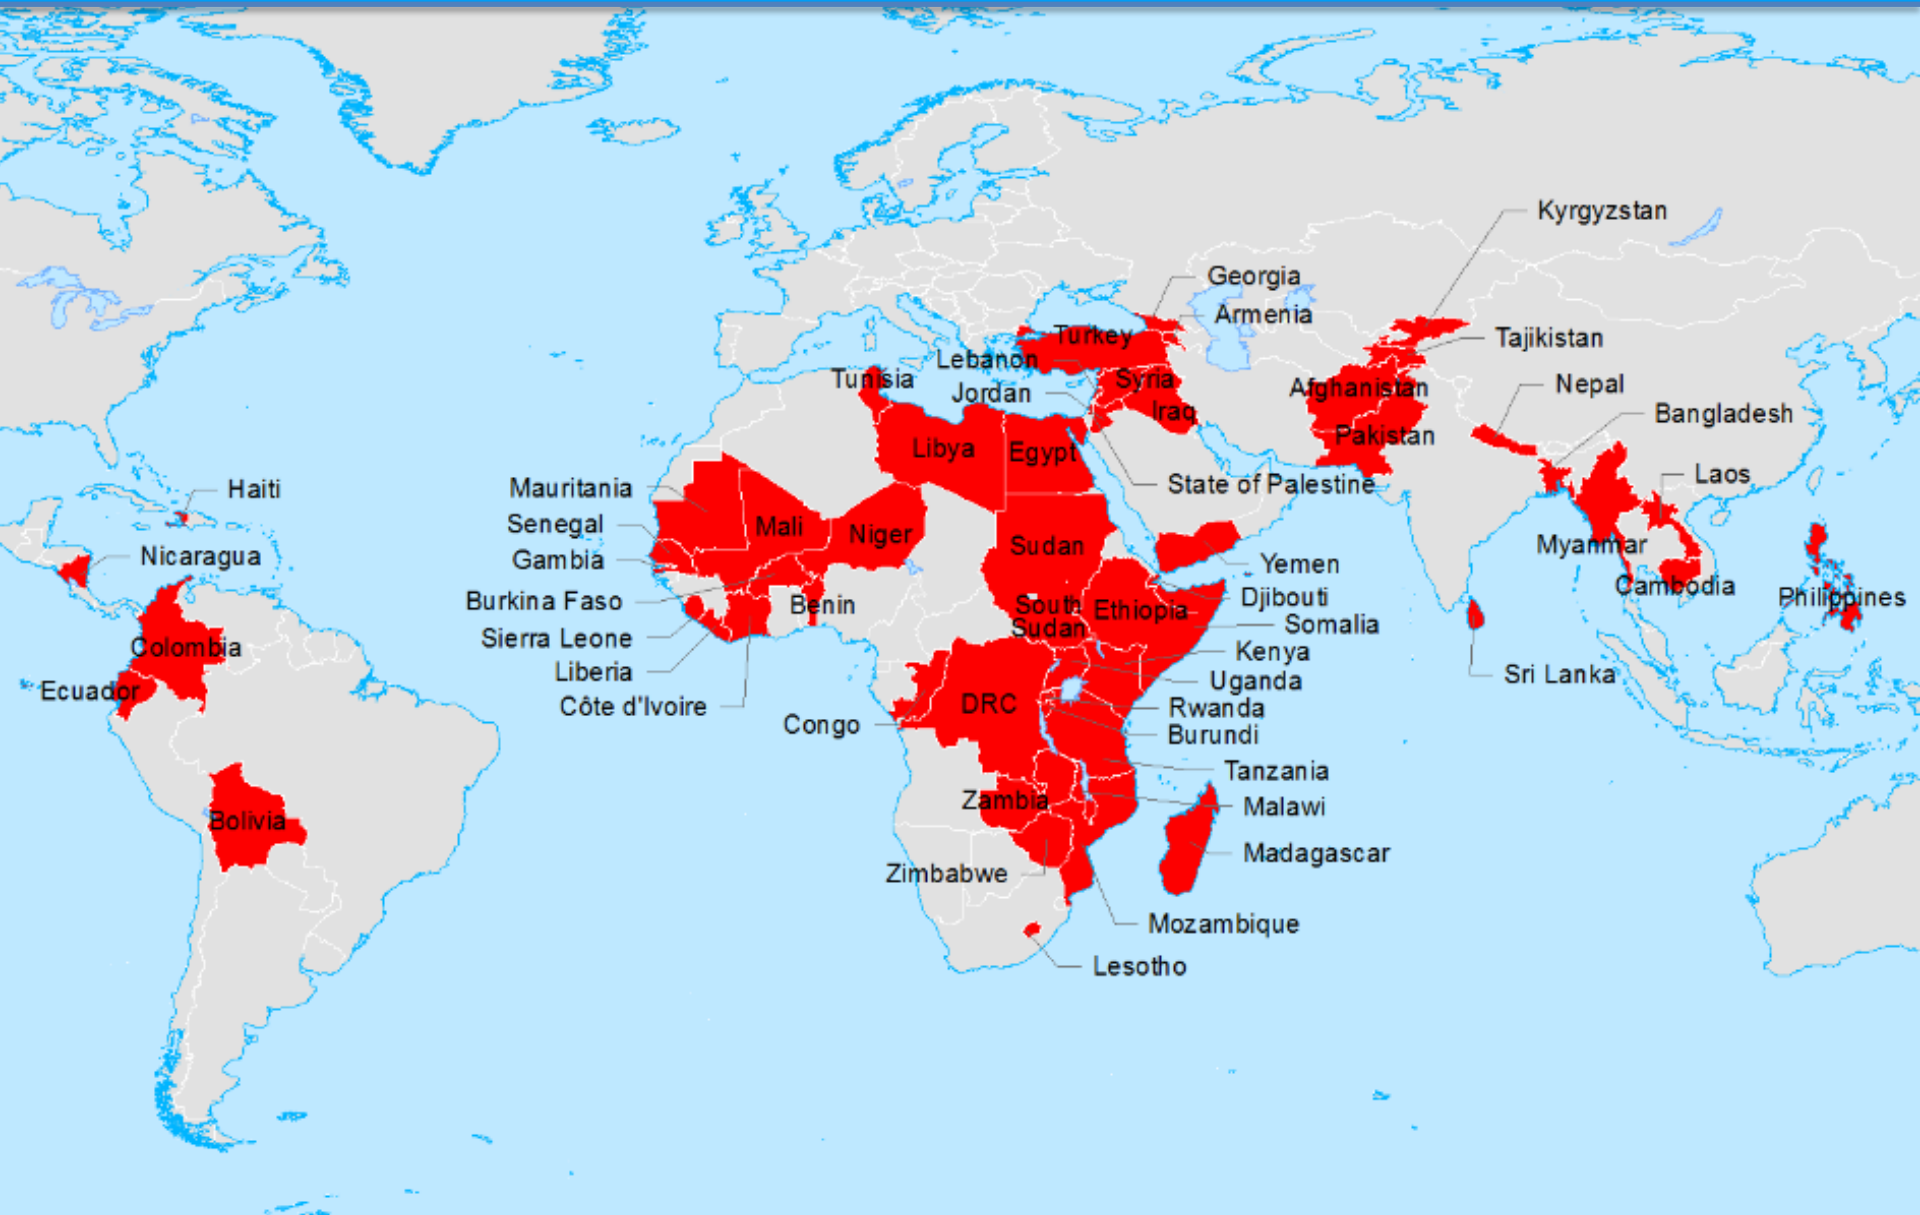 Kyrgyzstan
Georgia
Armenia
Turkey
Tajikistan
Lebanon
Tunisia
Syria
Jordan
Afghanistan
Nepal
Iraq
Bangladesh
Pakistan
Libya
Egypt
Laos
State of Palestine
Haiti
Mauritania
Senegal
Mali
Niger
Sudan
Myanmar
Nicaragua
Gambia
Yemen
Cambodia
Burkina Faso
Benin
South
Sudan
Ethiopia
Djibouti
Philippines
Somalia
Sierra Leone
Colombia
Kenya
Liberia
Sri Lanka
Uganda
Ecuador
Côte d'Ivoire
DRC
Rwanda
Congo
Burundi
Tanzania
Zambia
Malawi
Bolivia
Madagascar
Zimbabwe
Mozambique
Lesotho